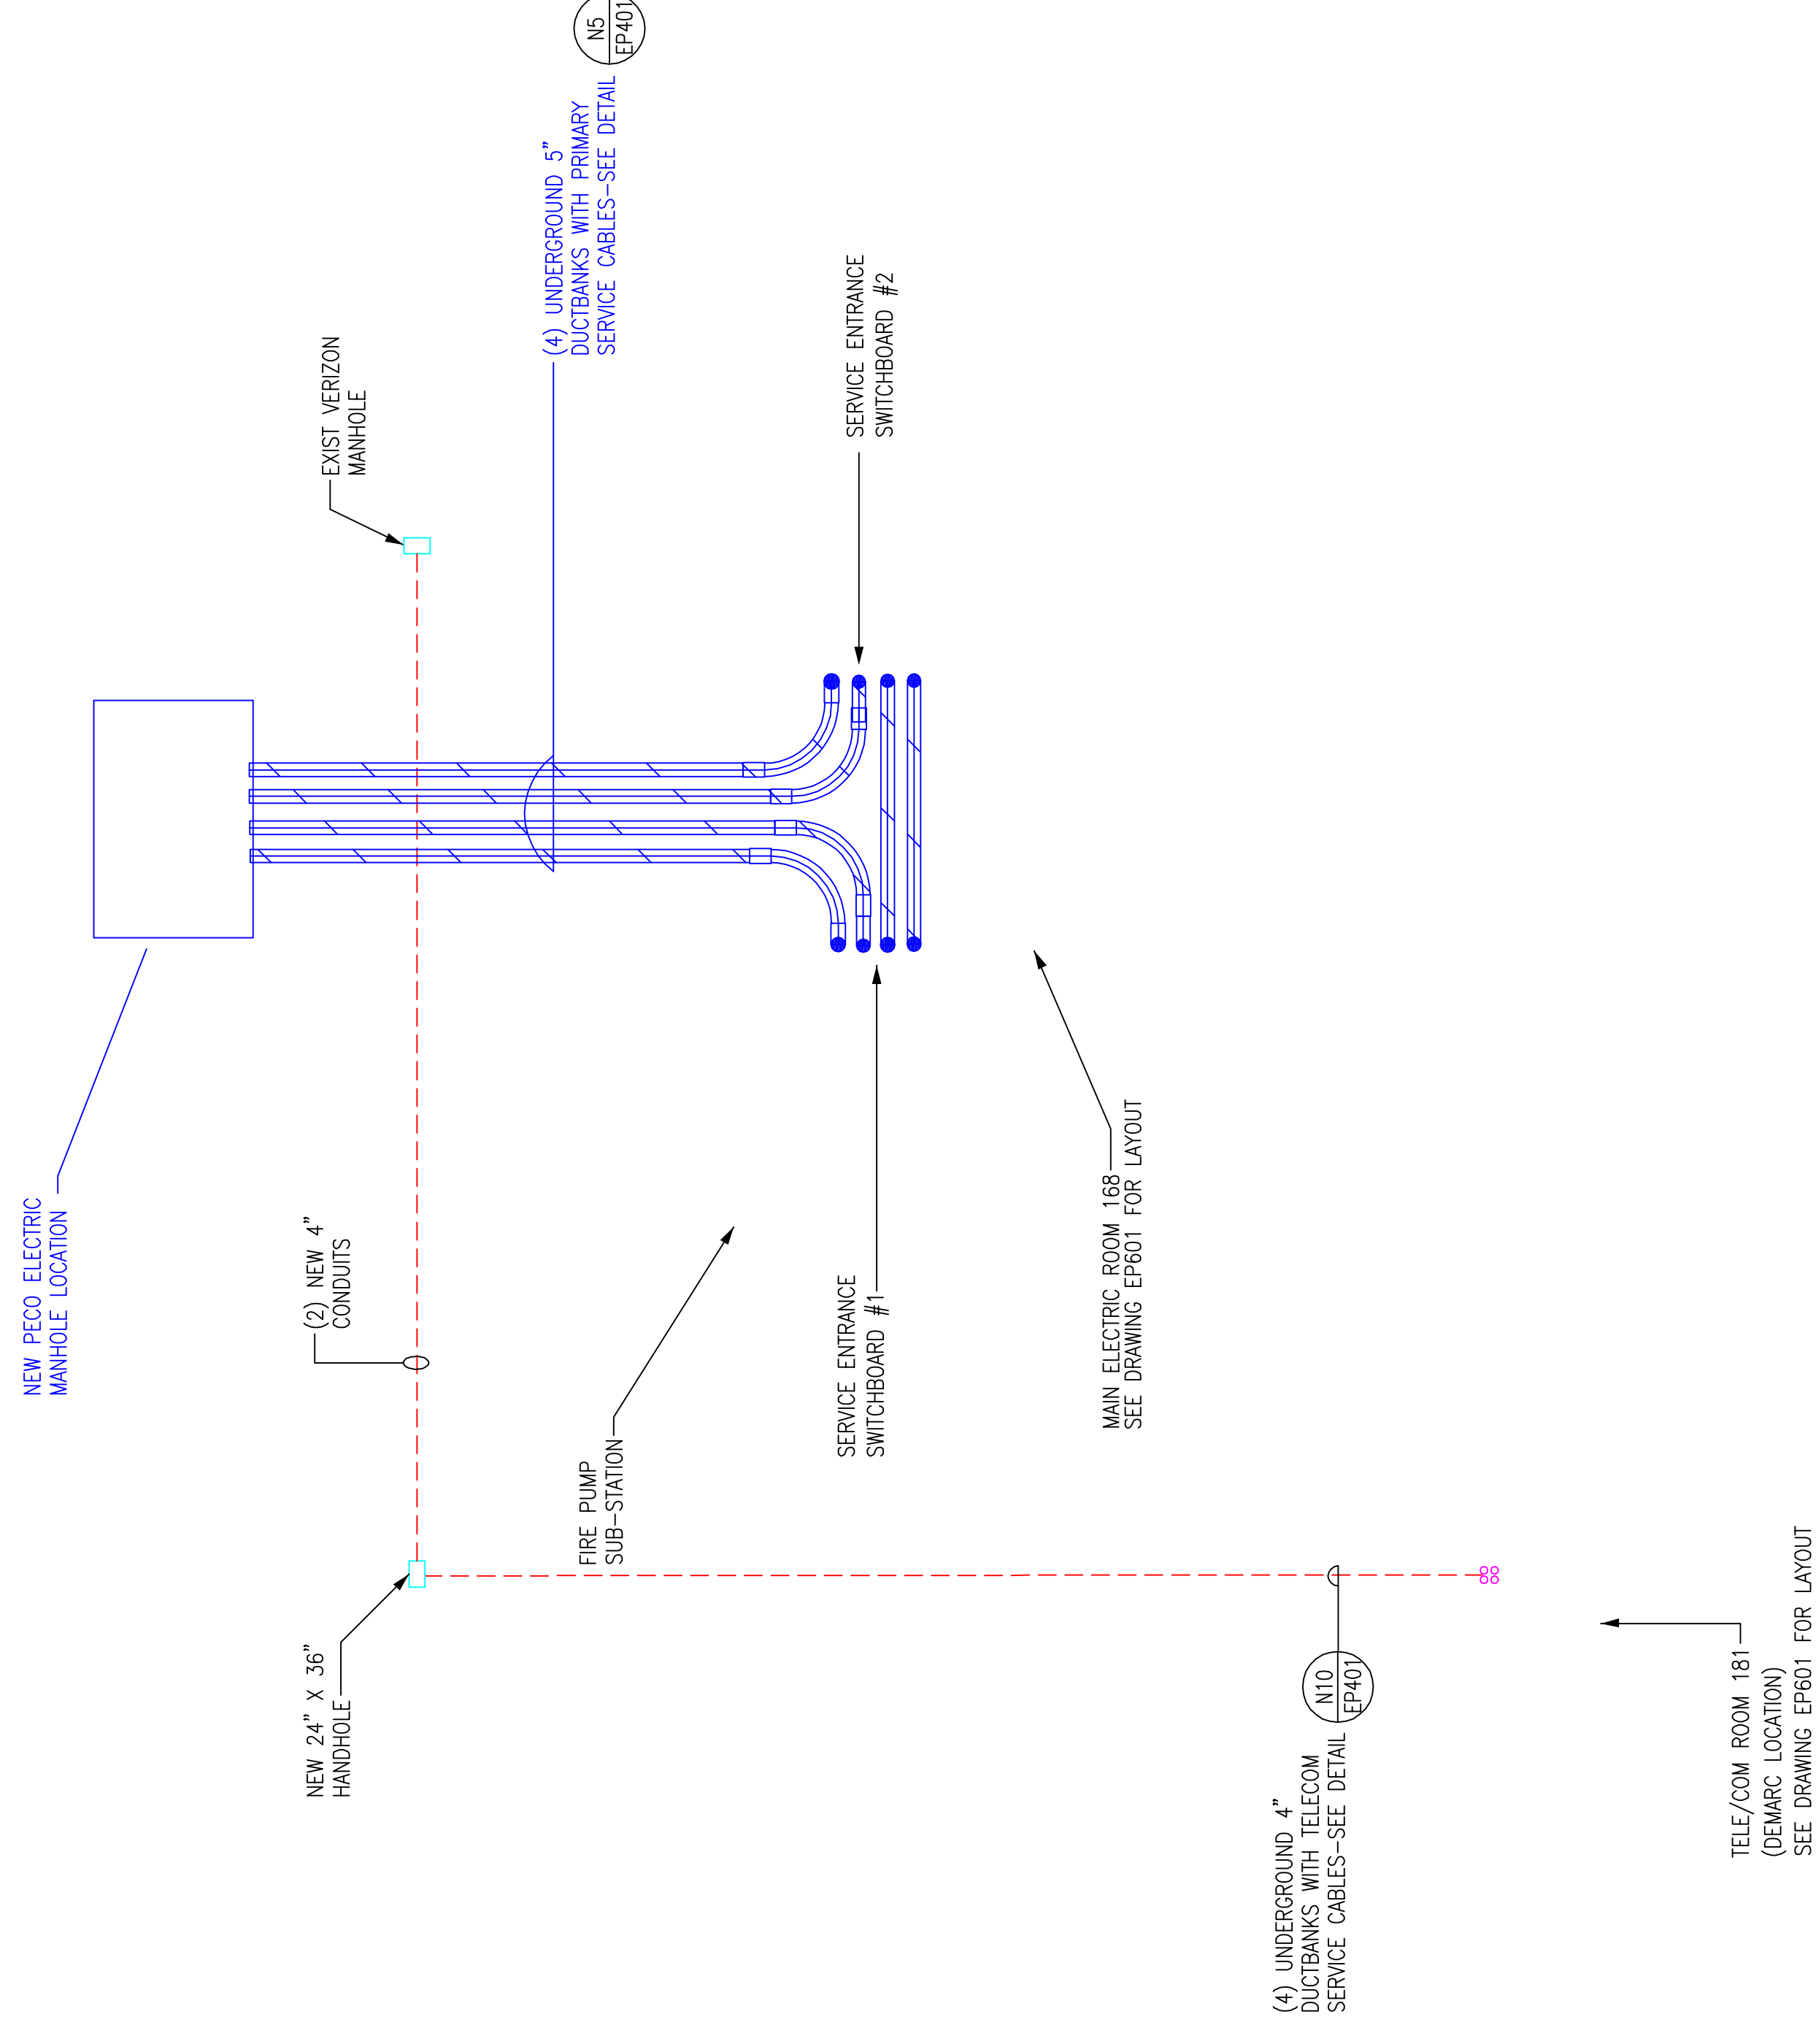 NEW PECO ELECTRIC
MANHOLE LOCATION
NEW 24" X 36"
HANDHOLE
(2) NEW 4"
CONDUITS
EXIST VERIZON
MANHOLE
(4) UNDERGROUND 5"
DUCTBANKS WITH PRIMARY
SERVICE CABLES-SEE DETAIL
N5
EP401
FIRE PUMP
SUB-STATION
SERVICE ENTRANCE
SWITCHBOARD #1
SERVICE ENTRANCE
SWITCHBOARD #2
MAIN ELECTRIC ROOM 168
SEE DRAWING EP601 FOR LAYOUT
(4) UNDERGROUND 4"
DUCTBANKS WITH TELECOM
SERVICE CABLES-SEE DETAIL
N10
EP401
TELE/COM ROOM 181
(DEMARC LOCATION)
SEE DRAWING EP601 FOR LAYOUT